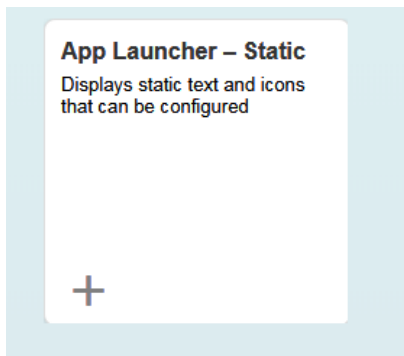 App Launcher – Static
Displays static text and icons
that can be configured